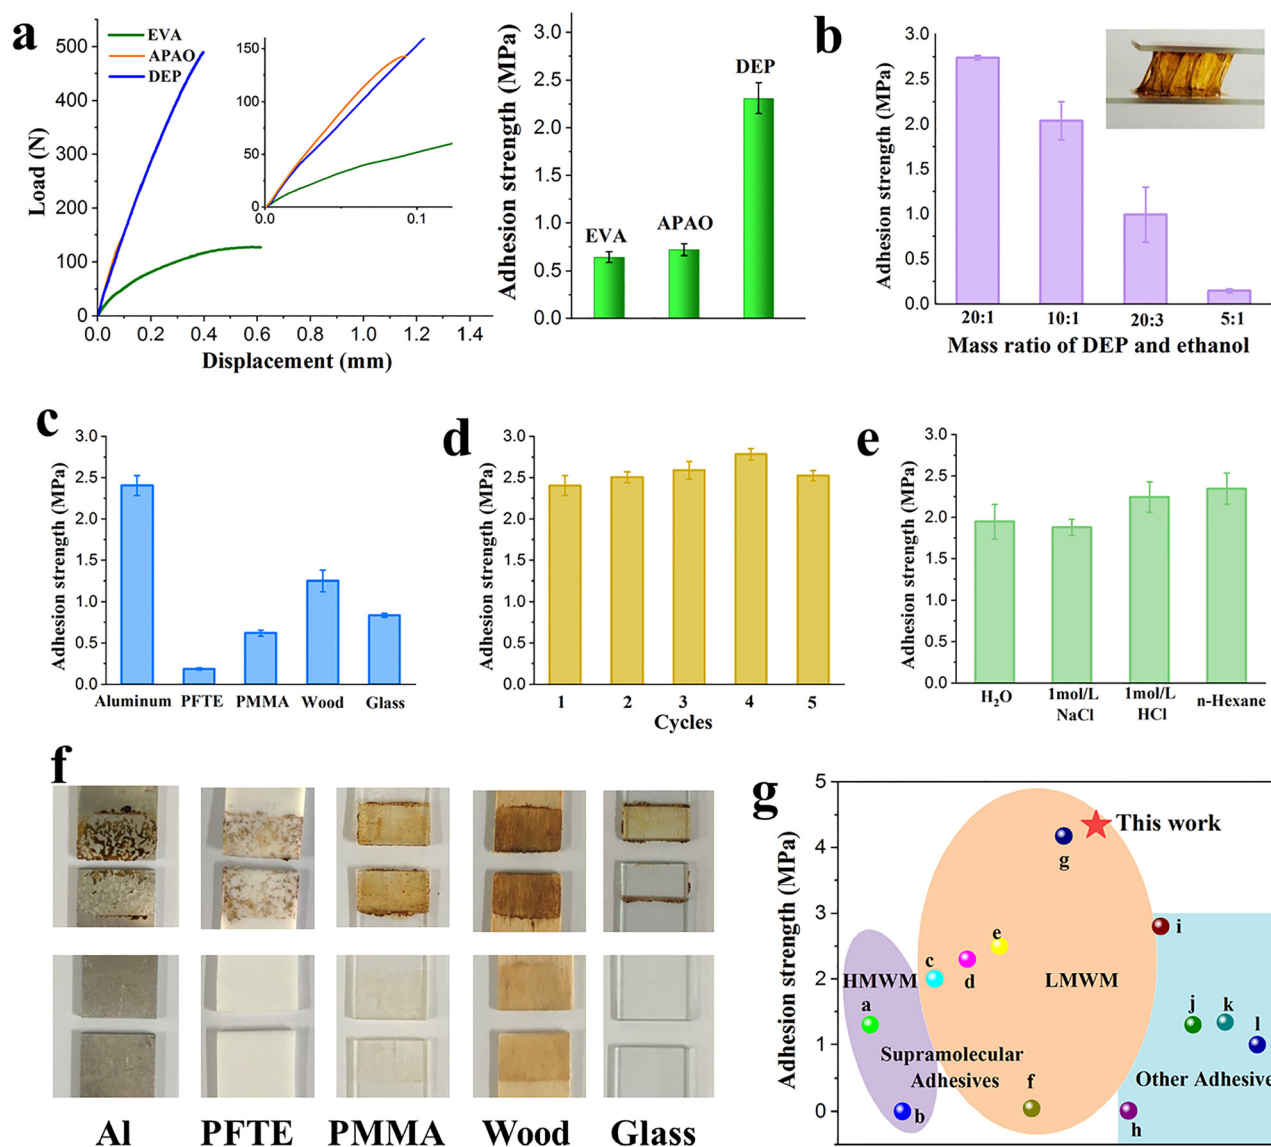 a
EVA
APAO
DEP
500
400
300
200
100
0
0.0 0.2 0.4 0.6 0.8 1.0 1.2 1.4
Load (N)
Displacement (mm)
150
100
50
0
0.0 0.1
Adhesion strength (MPa)
3.0
2.5
2.0
1.5
1.0
0.5
0.0
EVA
APAO
DEP
b
Adhesion strength (MPa)
3.0
2.5
2.0
1.5
1.0
0.5
0.0
20:1 10:1 20:3 5:1
Mass ratio of DEP and ethanol
c
Adhesion strength (MPa)
3.0
2.5
2.0
1.5
1.0
0.5
0.0
Aluminum PFTE PMMA Wood Glass
d
Adhesion strength (MPa)
3.0
2.5
2.0
1.5
1.0
0.5
0.0
1 2 3 4 5
Cycles
e
Adhesion strength (MPa)
3.0
2.5
2.0
1.5
1.0
0.5
0.0
H₂O
1mol/L
NaCl
1mol/L
HCl
n-Hexane
f
Al PFTE PMMA Wood Glass
g
Adhesion strength (MPa)
5
4
3
2
1
0
This work
g
i
e
c
d
HMWM
LMWM
a
j
k
l
Supramolecular
Adhesives
Other Adhesive
f
b
h